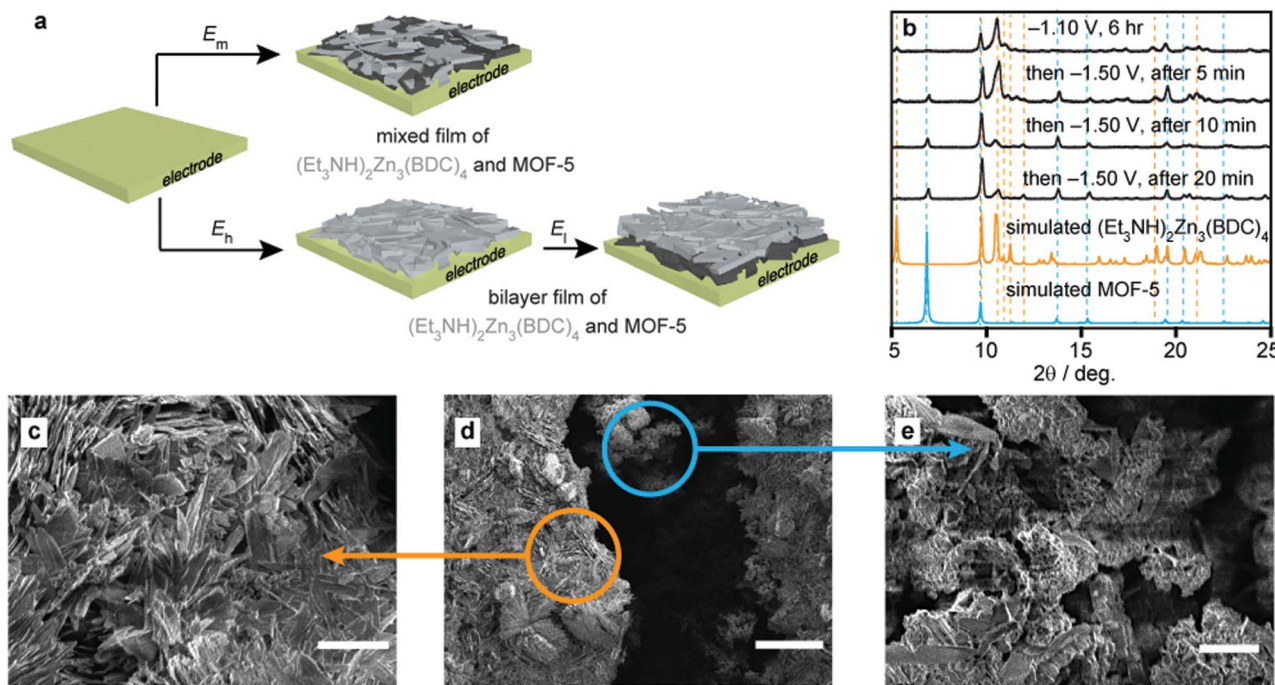 a
E_m
electrode
electrode
mixed film of
(Et₃NH)₂Zn₃(BDC)₄ and MOF-5
E_h
electrode
E_l
electrode
bilayer film of
(Et₃NH)₂Zn₃(BDC)₄ and MOF-5
b
–1.10 V, 6 hr
then –1.50 V, after 5 min
then –1.50 V, after 10 min
then –1.50 V, after 20 min
simulated (Et₃NH)₂Zn₃(BDC)₄
simulated MOF-5
5 10 15 20 25
2θ / deg.
c
d
e